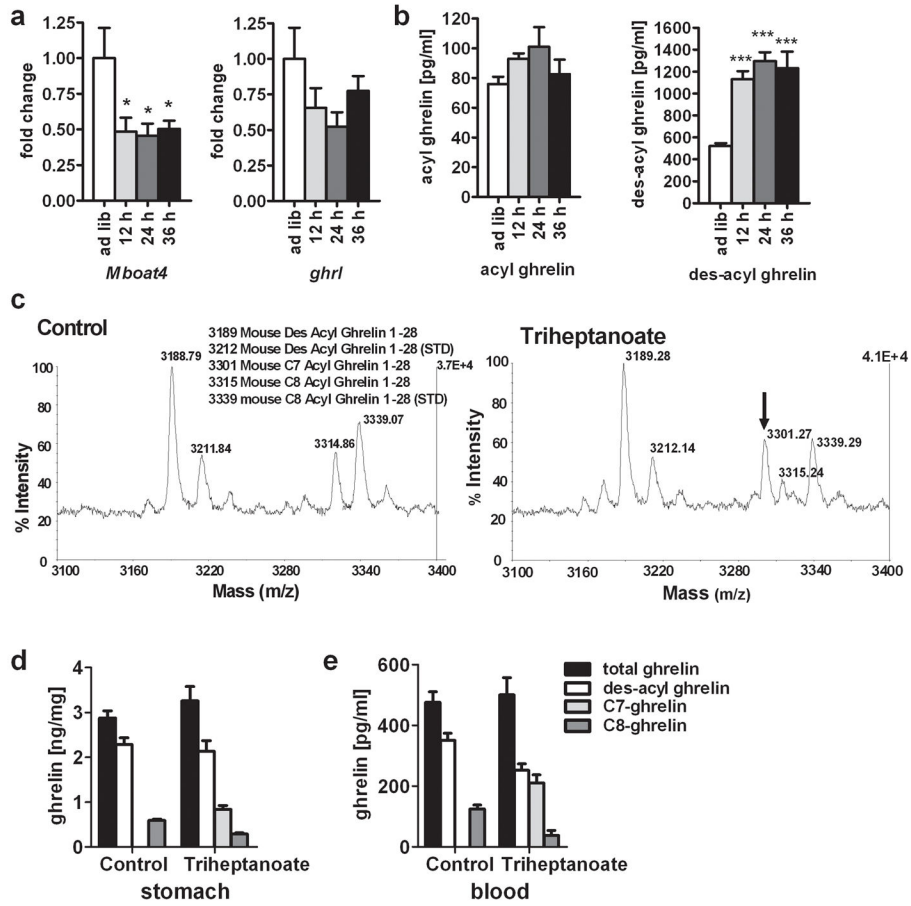 a
fold change
1.25
1.00
0.75
0.50
0.25
0.00
* * *
ad lib
12 h
24 h
36 h
Mboat4
fold change
1.25
1.00
0.75
0.50
0.25
0.00
ad lib
12 h
24 h
36 h
ghrl
b
acyl ghrelin [pg/ml]
120
100
80
60
40
20
0
ad lib
12 h
24 h
36 h
acyl ghrelin
des-acyl ghrelin [pg/ml]
1600
1400
1200
1000
800
600
400
200
0
*** *** ***
ad lib
12 h
24 h
36 h
des-acyl ghrelin
c
Control
3189 Mouse Des Acyl Ghrelin 1-28
3212 Mouse Des Acyl Ghrelin 1-28 (STD)
3301 Mouse C7 Acyl Ghrelin 1-28
3315 Mouse C8 Acyl Ghrelin 1-28
3339 mouse C8 Acyl Ghrelin 1-28 (STD)
3.7E+4
3188.79
3211.84
3314.86
3339.07
% Intensity
100
80
60
40
20
0
3100 3160 3220 3280 3340 3400
Mass (m/z)
Triheptanoate
4.1E+4
3189.28
3212.14
3301.27
3315.24
3339.29
% Intensity
100
80
60
40
20
0
3100 3160 3220 3280 3340 3400
Mass (m/z)
d
ghrelin [ng/mg]
4
3
2
1
0
Control Triheptanoate
stomach
e
ghrelin [pg/ml]
600
400
200
0
Control Triheptanoate
blood
total ghrelin
des-acyl ghrelin
C7-ghrelin
C8-ghrelin